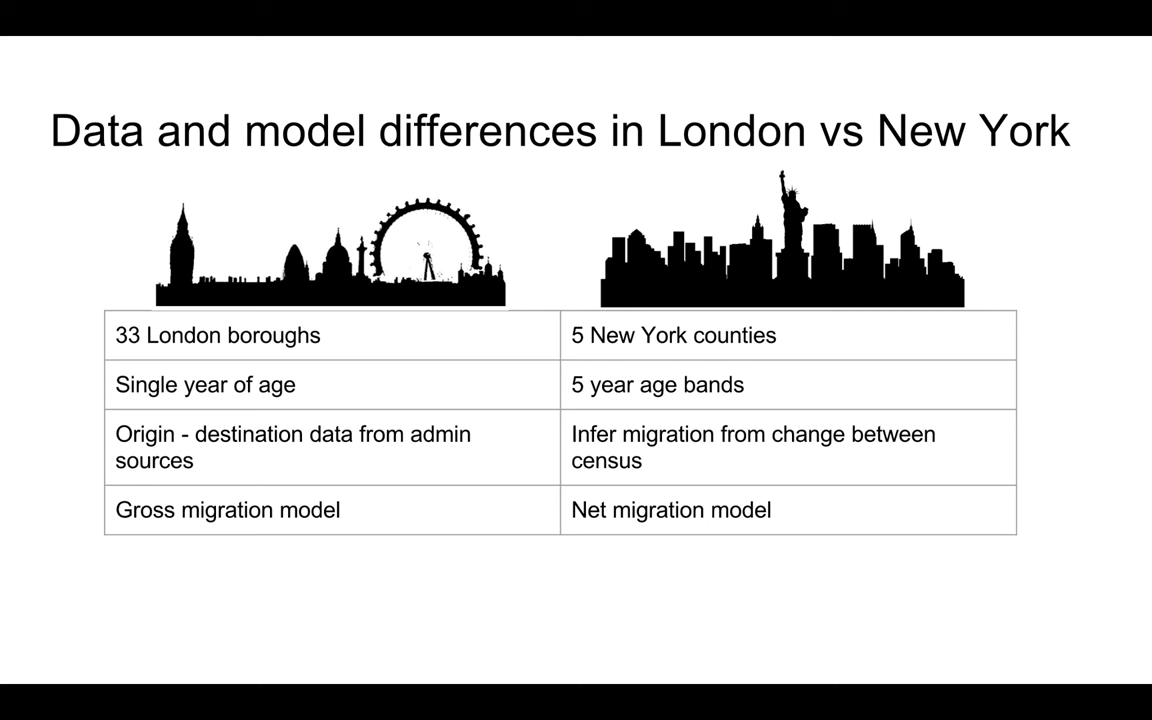 Data and model differences in London vs New York
33 London boroughs
5 New York counties
Single year of age
5 year age bands
Origin - destination data from admin
sources
Infer migration from change between
census
Gross migration model
Net migration model